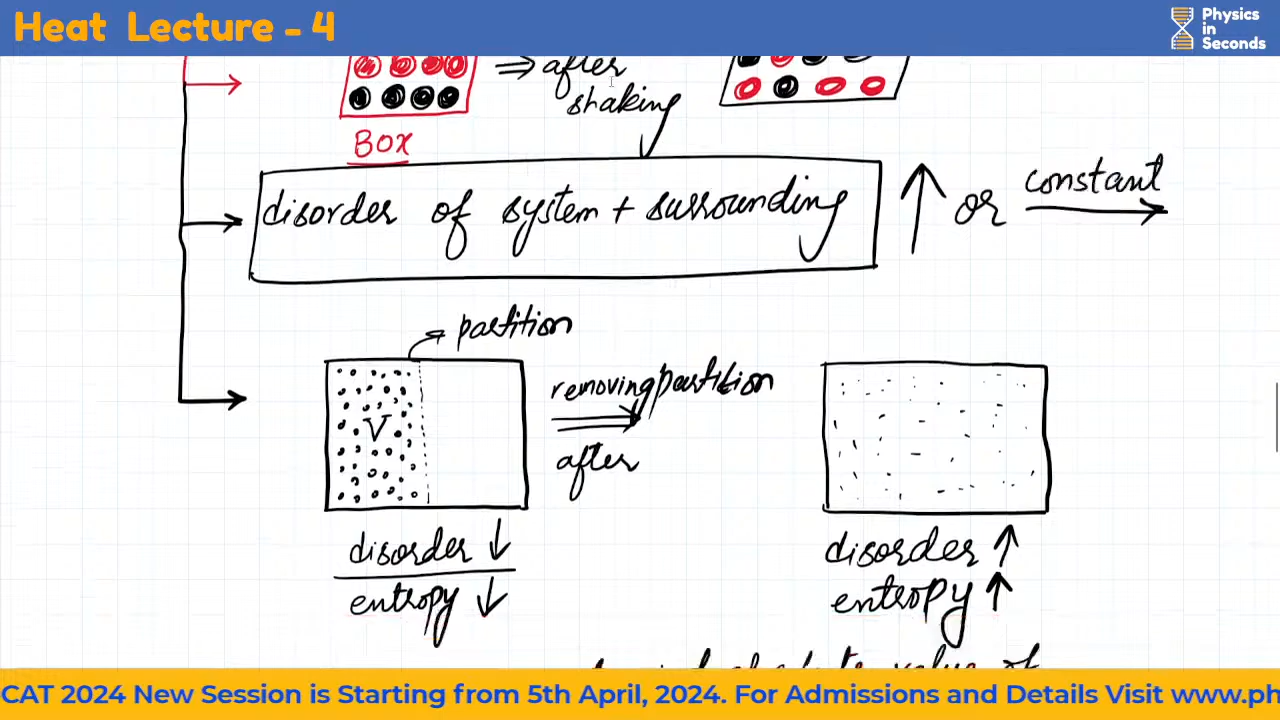 Heat Lecture - 4
Physics
in
Seconds
⇒ after
shaking
BOX
disorder of system + surrounding ↑ or constant
partition
V
removing partition
after
disorder ↓
entropy ↓
disorder ↑
entropy ↑
value of
CAT 2024 New Session is Starting from 5th April, 2024. For Admissions and Details Visit www.ph